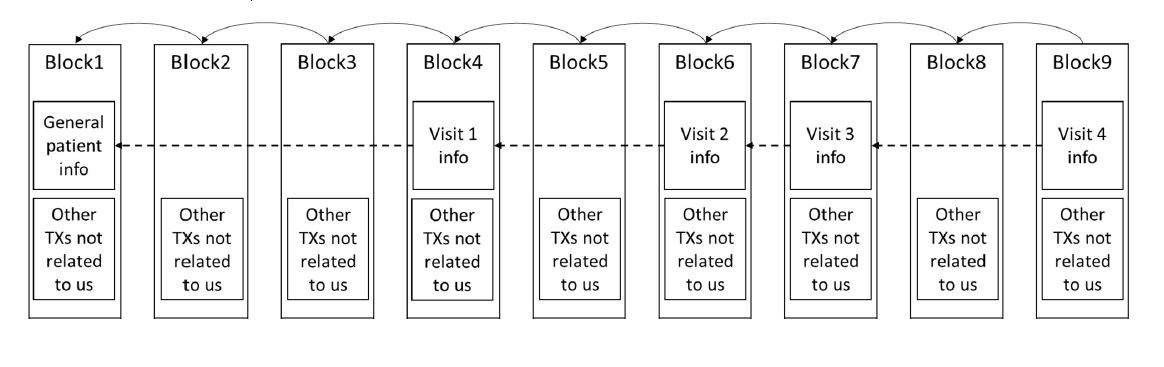 Block1
Block2
Block3
Block4
Block5
Block6
Block7
Block8
Block9
General
patient
info
Visit 1
info
Visit 2
info
Visit 3
info
Visit 4
info
Other
TXs not
related
to us
Other
TXs not
related
to us
Other
TXs not
related
to us
Other
TXs not
related
to us
Other
TXs not
related
to us
Other
TXs not
related
to us
Other
TXs not
related
to us
Other
TXs not
related
to us
Other
TXs not
related
to us